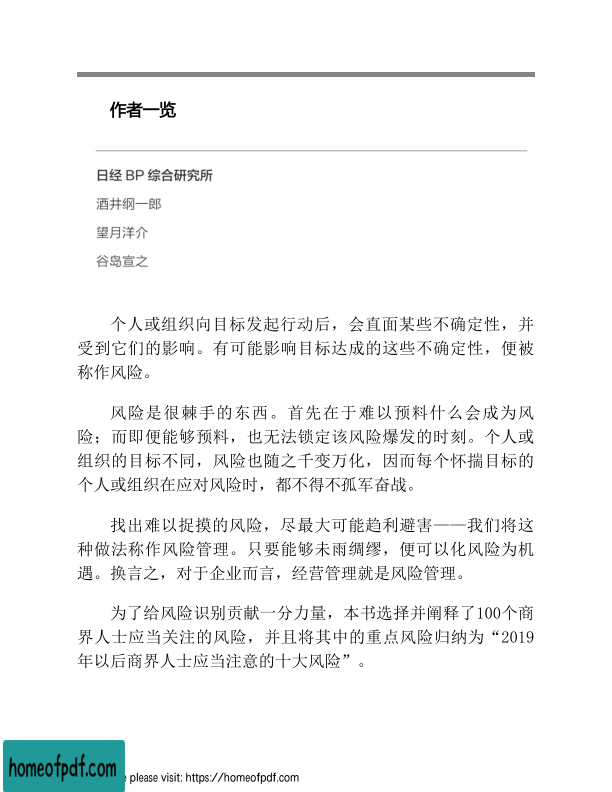 作者一览
日经 BP 综合研究所
酒井纲一郎
望月洋介
谷岛宣之
个人或组织向目标发起行动后，会直面某些不确定性，并
受到它们的影响。有可能影响目标达成的这些不确定性，便被
称作风险。
风险是很棘手的东西。首先在于难以预料什么会成为风
险；而即便能够预料，也无法锁定该风险爆发的时刻。个人或
组织的目标不同，风险也随之千变万化，因而每个怀揣目标的
个人或组织在应对风险时，都不得不孤军奋战。
找出难以捉摸的风险，尽最大可能趋利避害——我们将这
种做法称作风险管理。只要能够未雨绸缪，便可以化风险为机
遇。换言之，对于企业而言，经营管理就是风险管理。
为了给风险识别贡献一分力量，本书选择并阐释了100个商
界人士应当关注的风险，并且将其中的重点风险归纳为“2019
年以后商界人士应当注意的十大风险”。
homeofpdf.com
please visit: https://homeofpdf.com